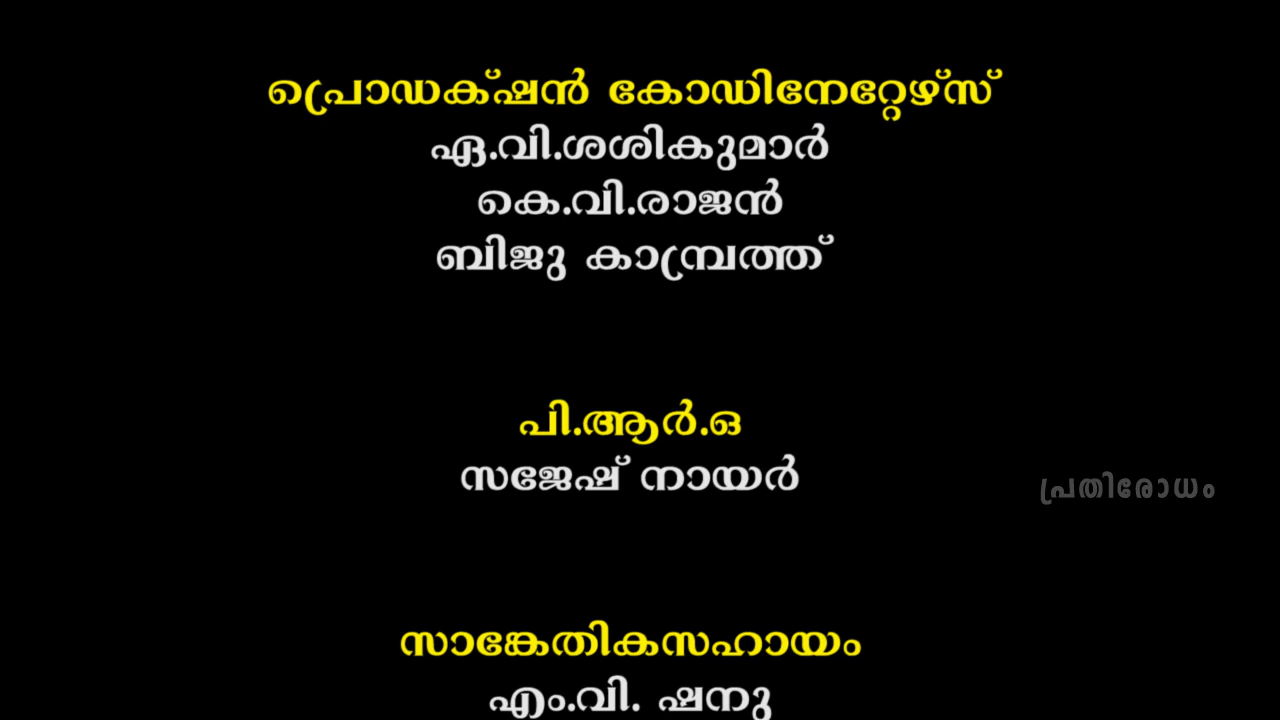 പ്രൊഡക്ഷൻ കോഡിനേറ്റേഴ്സ്
ഏ.വി.ശശികുമാർ
കെ.വി.രാജൻ
ബിജു കാമ്പ്രത്ത്
പി.ആർ.ഒ
സജേഷ് നായർ
പ്രതിരോധം
സാങ്കേതികസഹായം
എം.വി. ഷനു